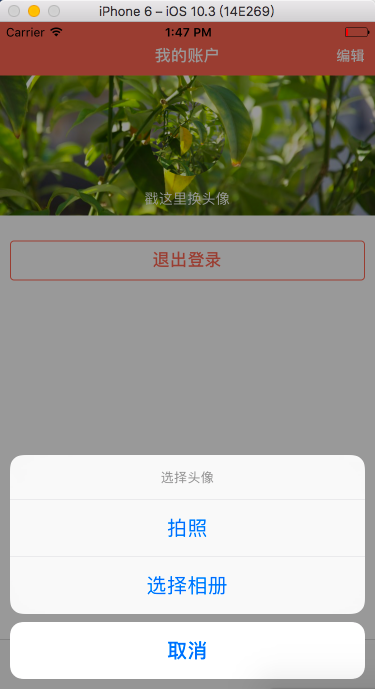 iPhone 6 – iOS 10.3 (14E269)
Carrier 1:47 PM
我的账户 编辑
戳这里换头像
退出登录
选择头像
拍照
选择相册
取消